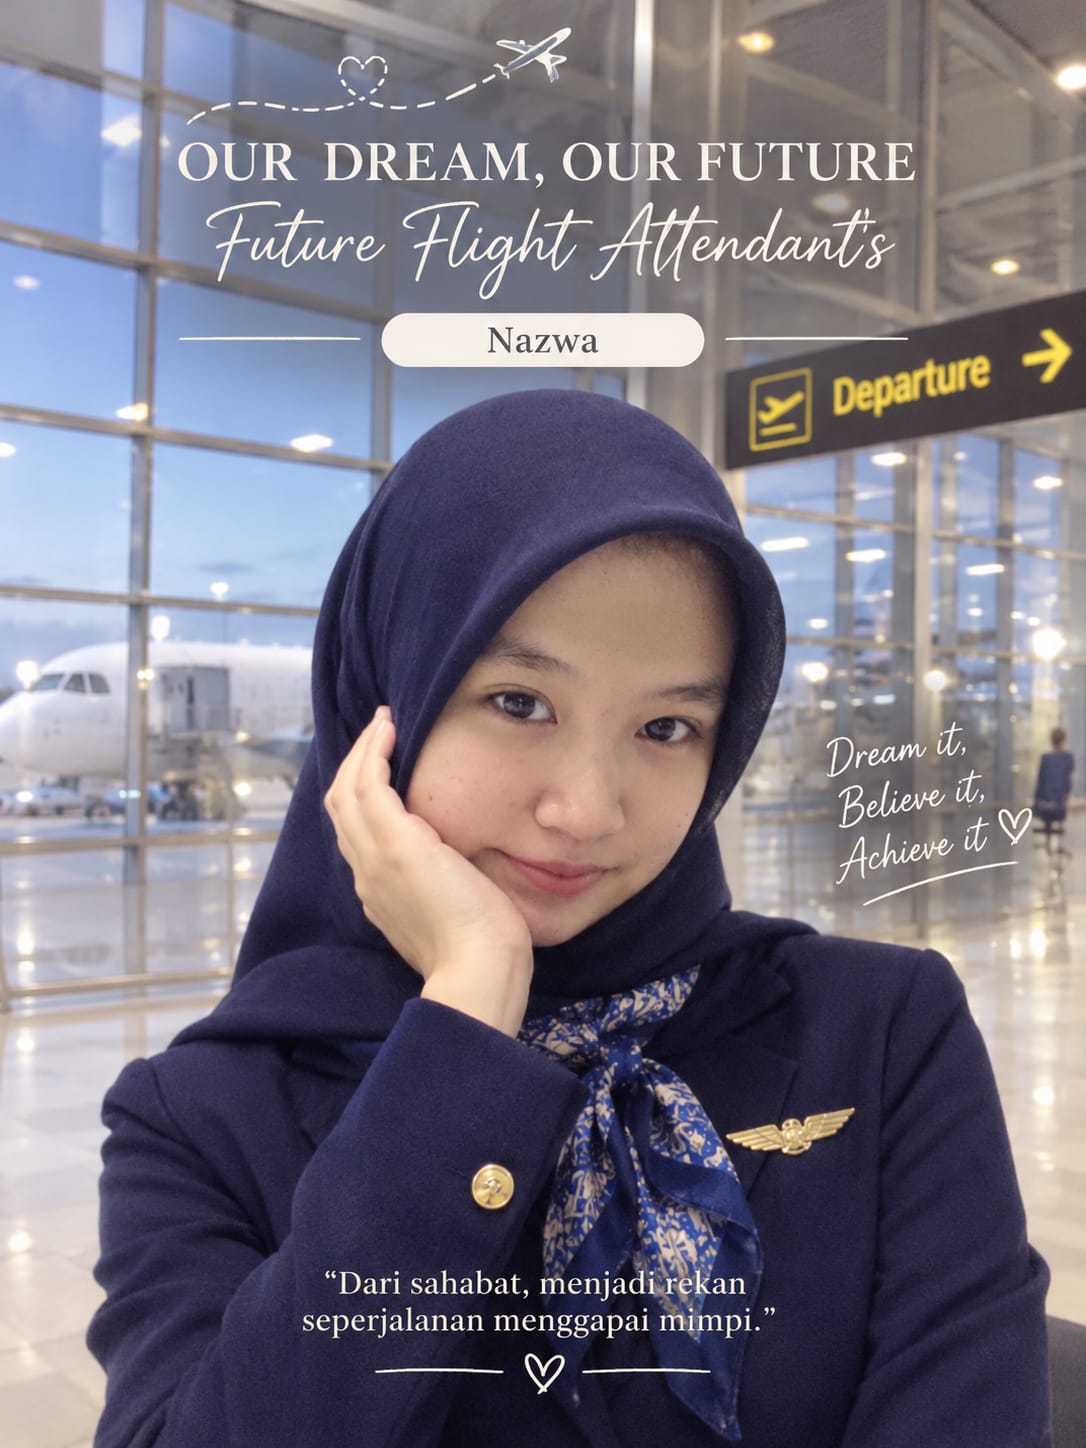 OUR DREAM, OUR FUTURE
Future Flight Attendant's
Nazwa
Departure
Dream it,
Believe it,
Achieve it
“Dari sahabat, menjadi rekan
seperjalanan menggapai mimpi.”